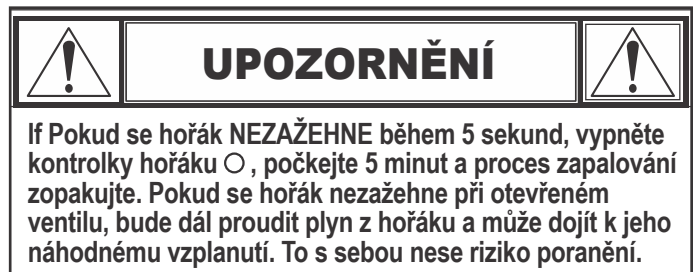 UPOZORNĚNÍ
If Pokud se hořák NEZAŽEHNE během 5 sekund, vypněte
kontrolky hořáku O , počkejte 5 minut a proces zapalování
zopakujte. Pokud se hořák nezažehne při otevřeném
ventilu, bude dál proudit plyn z hořáku a může dojít k jeho
náhodnému vzplanutí. To s sebou nese riziko poranění.